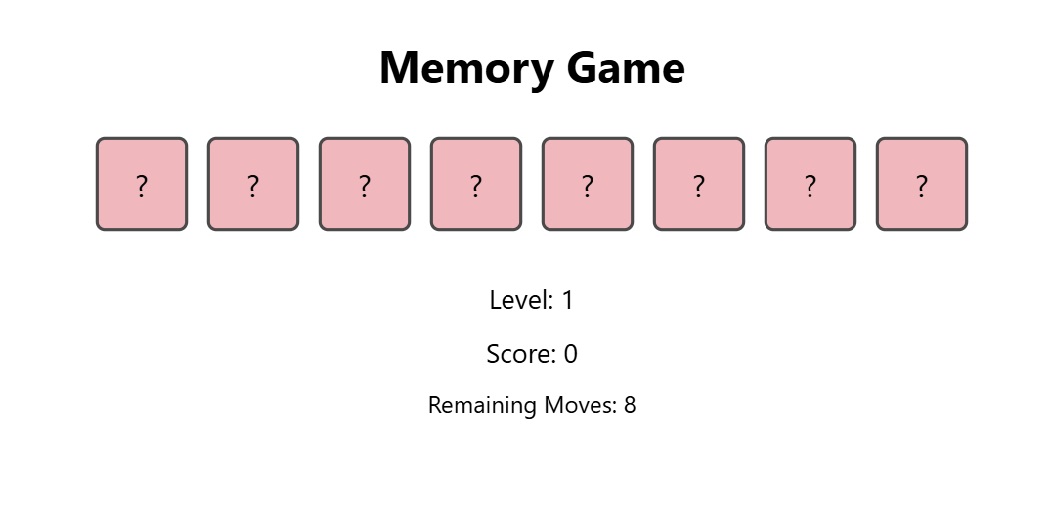 Memory Game
? ? ? ? ? ? ? ?
Level: 1
Score: 0
Remaining Moves: 8